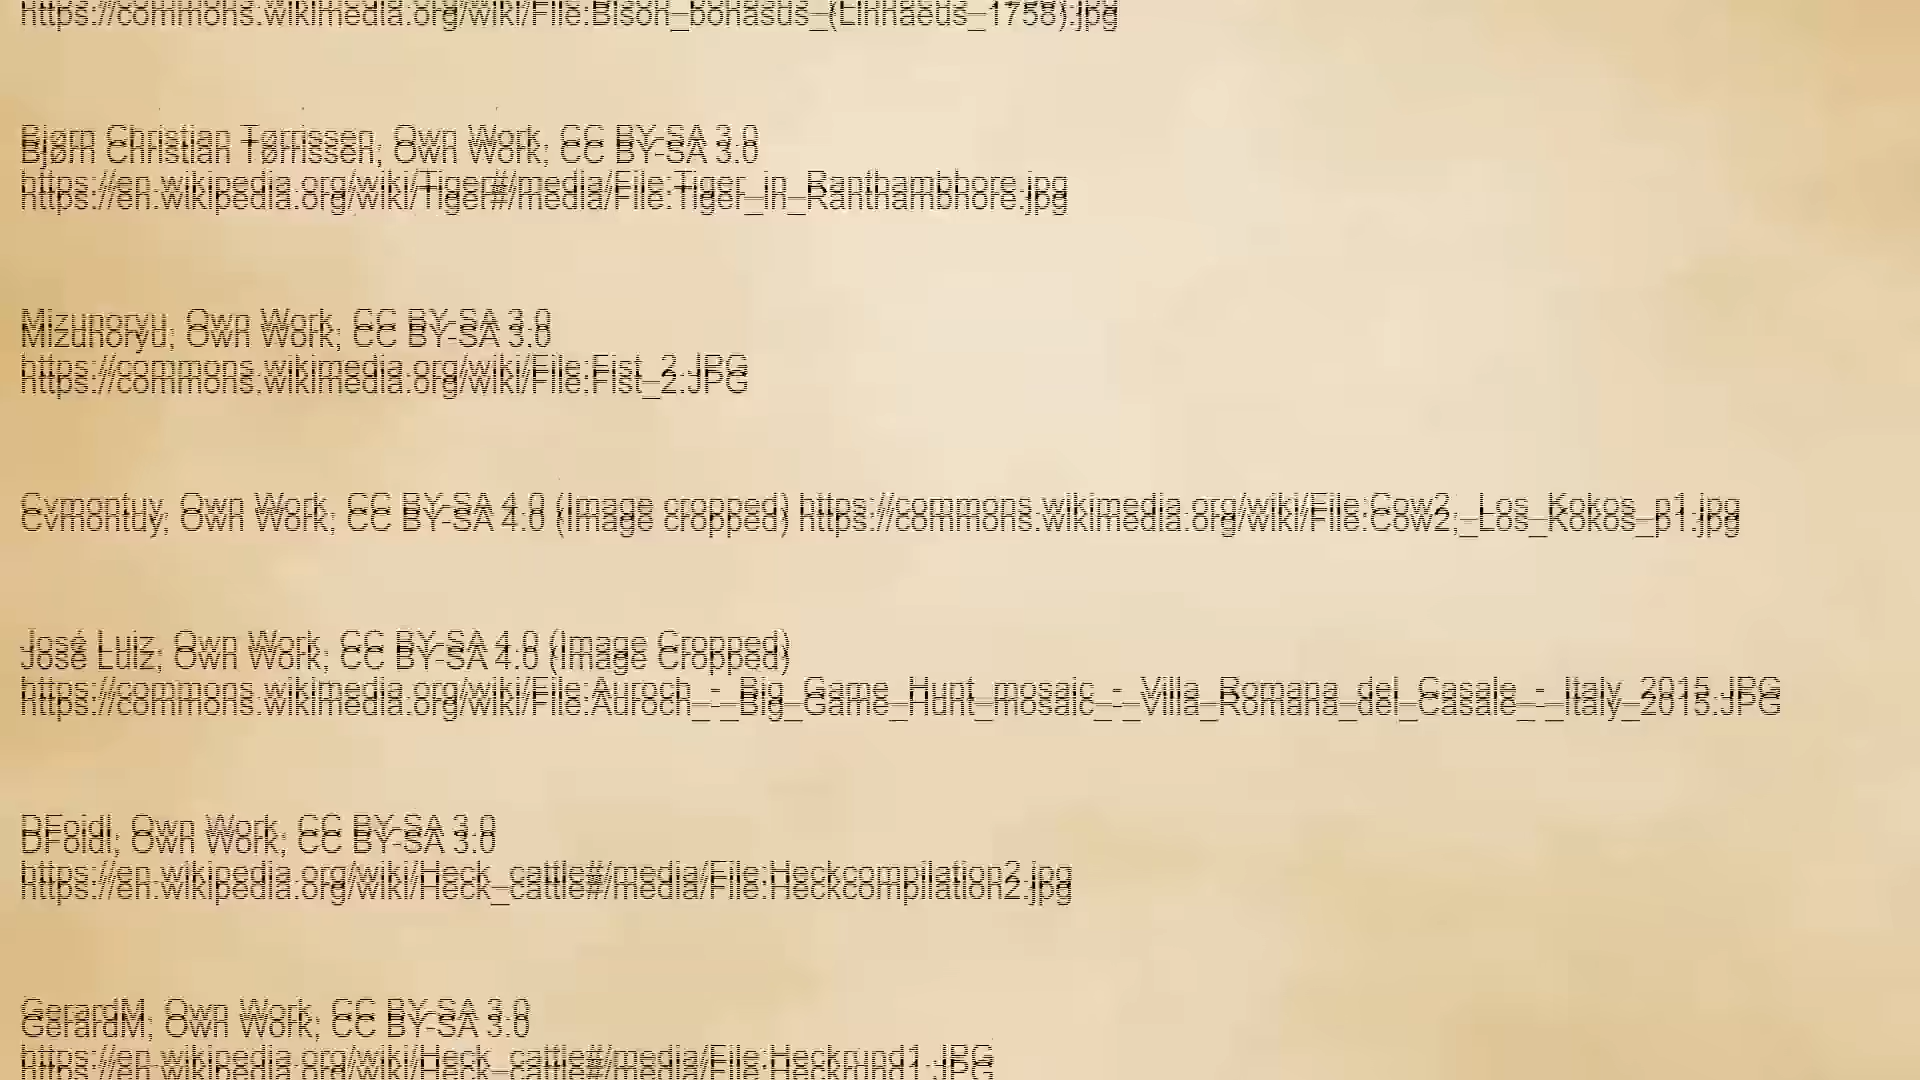 https://commons.wikimedia.org/wiki/File:Bison_bonasus_(Linnaeus_1758).jpg
Bjørn Christian Tørrissen, Own Work, CC BY-SA 3.0
https://en.wikipedia.org/wiki/Tiger#/media/File:Tiger_in_Ranthambhore.jpg
Mizunoryu, Own Work, CC BY-SA 3.0
https://commons.wikimedia.org/wiki/File:Fist_2.JPG
Cvmontuy, Own Work, CC BY-SA 4.0 (Image cropped) https://commons.wikimedia.org/wiki/File:Cow2,_Los_Kokos_p1.jpg
José Luiz, Own Work, CC BY-SA 4.0 (Image Cropped)
https://commons.wikimedia.org/wiki/File:Auroch_-_Big_Game_Hunt_mosaic_-_Villa_Romana_del_Casale_-_Italy_2015.JPG
DFoidl, Own Work, CC BY-SA 3.0
https://en.wikipedia.org/wiki/Heck_cattle#/media/File:Heckcompilation2.jpg
GerardM, Own Work, CC BY-SA 3.0
https://en.wikipedia.org/wiki/Heck_cattle#/media/File:Heckrund1.JPG